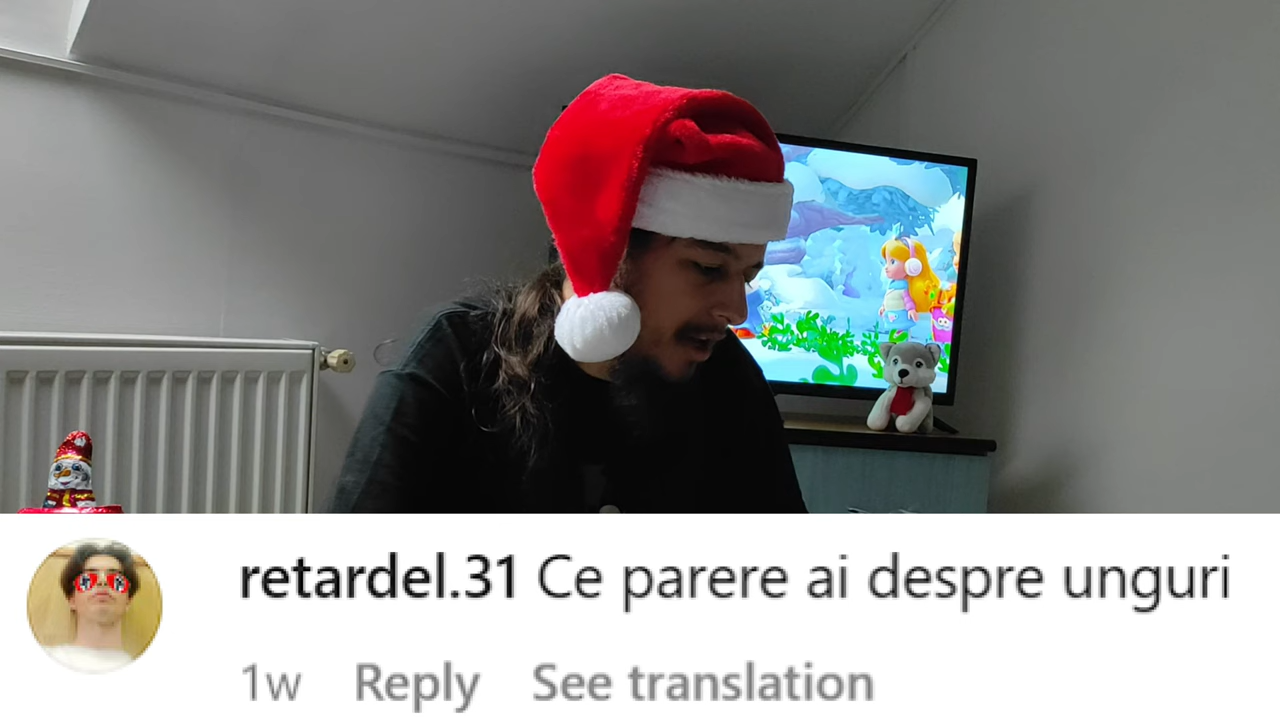 retardel.31 Ce parere ai despre unguri
1w Reply See translation